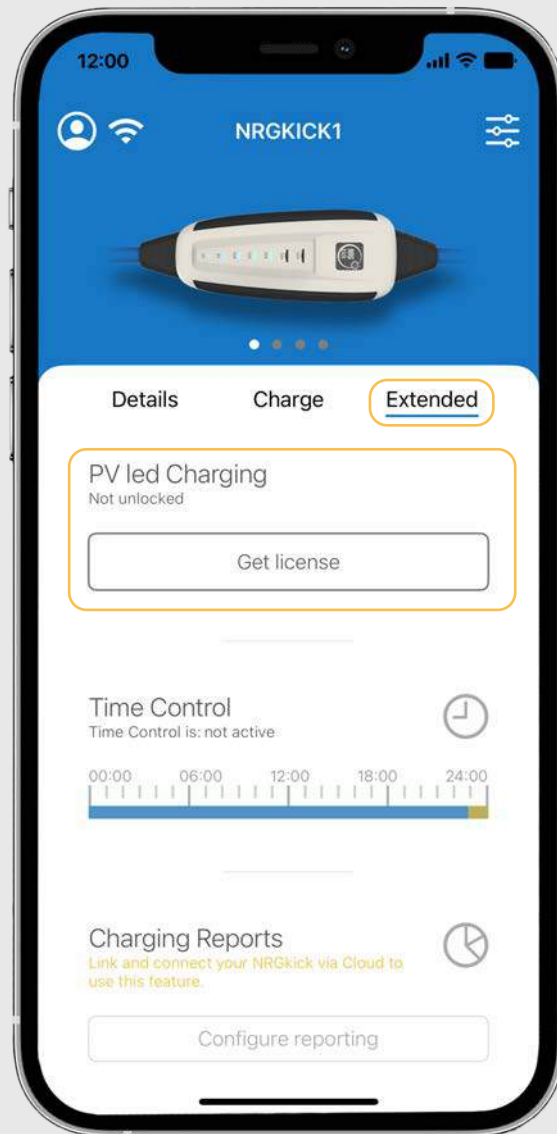 12:00
NRGKICK1
Details Charge Extended
PV led Charging
Not unlocked
Get license
Time Control
Time Control is: not active
00:00 06:00 12:00 18:00 24:00
Charging Reports
Link and connect your NRGkick via Cloud to
use this feature.
Configure reporting